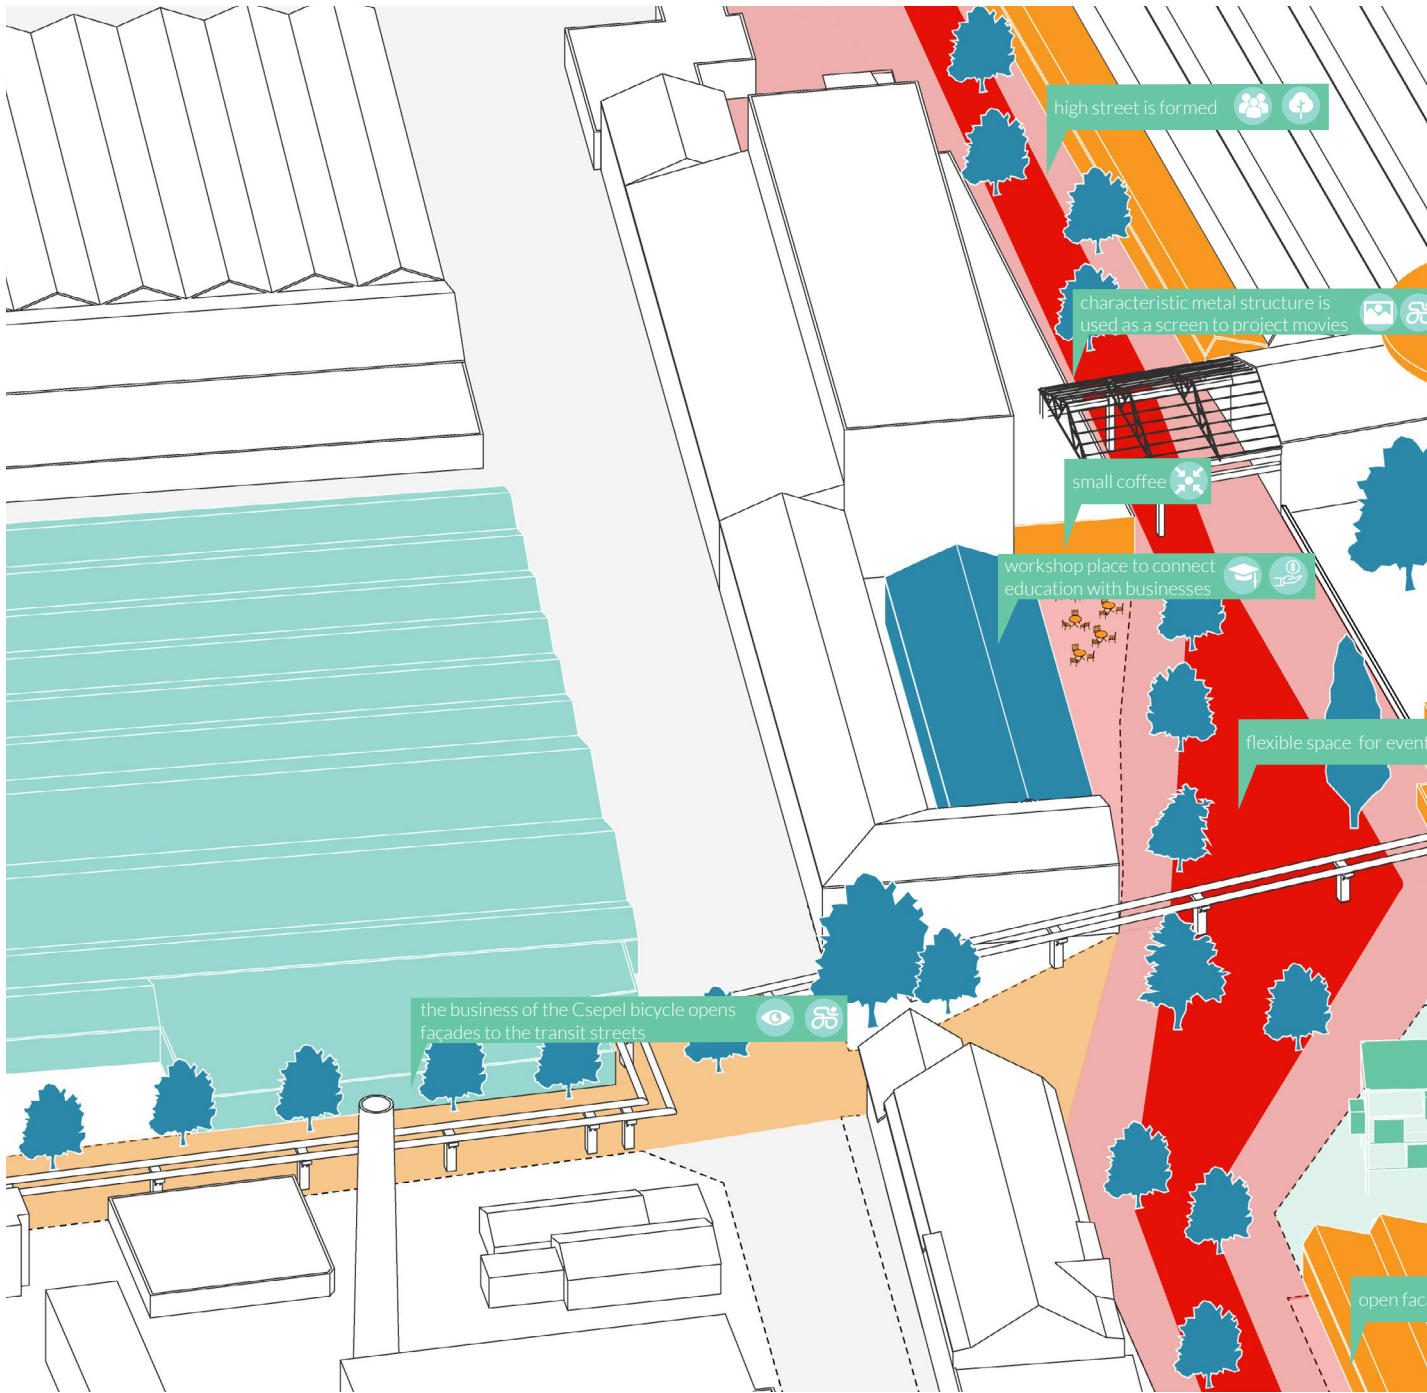 high street is formed
characteristic metal structure is
used as a screen to project movies
small coffee
workshop place to connect
education with businesses
flexible space for event
the business of the Csepel bicycle opens
façades to the transit streets
open fac